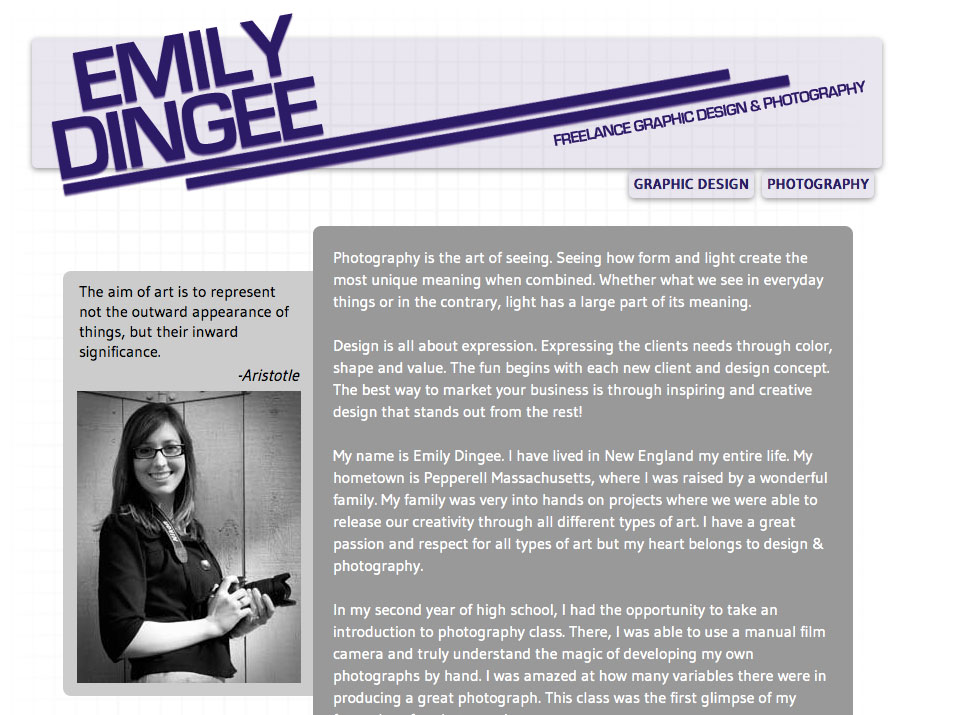 EMILY
DINGEE
FREELANCE GRAPHIC DESIGN & PHOTOGRAPHY
GRAPHIC DESIGN
PHOTOGRAPHY
The aim of art is to represent
not the outward appearance of
things, but their inward
significance.
-Aristotle
Photography is the art of seeing. Seeing how form and light create the
most unique meaning when combined. Whether what we see in everyday
things or in the contrary, light has a large part of its meaning.
Design is all about expression. Expressing the clients needs through color,
shape and value. The fun begins with each new client and design concept.
The best way to market your business is through inspiring and creative
design that stands out from the rest!
My name is Emily Dingee. I have lived in New England my entire life. My
hometown is Pepperell Massachusetts, where I was raised by a wonderful
family. My family was very into hands on projects where we were able to
release our creativity through all different types of art. I have a great
passion and respect for all types of art but my heart belongs to design &
photography.
In my second year of high school, I had the opportunity to take an
introduction to photography class. There, I was able to use a manual film
camera and truly understand the magic of developing my own
photographs by hand. I was amazed at how many variables there were in
producing a great photograph. This class was the first glimpse of my